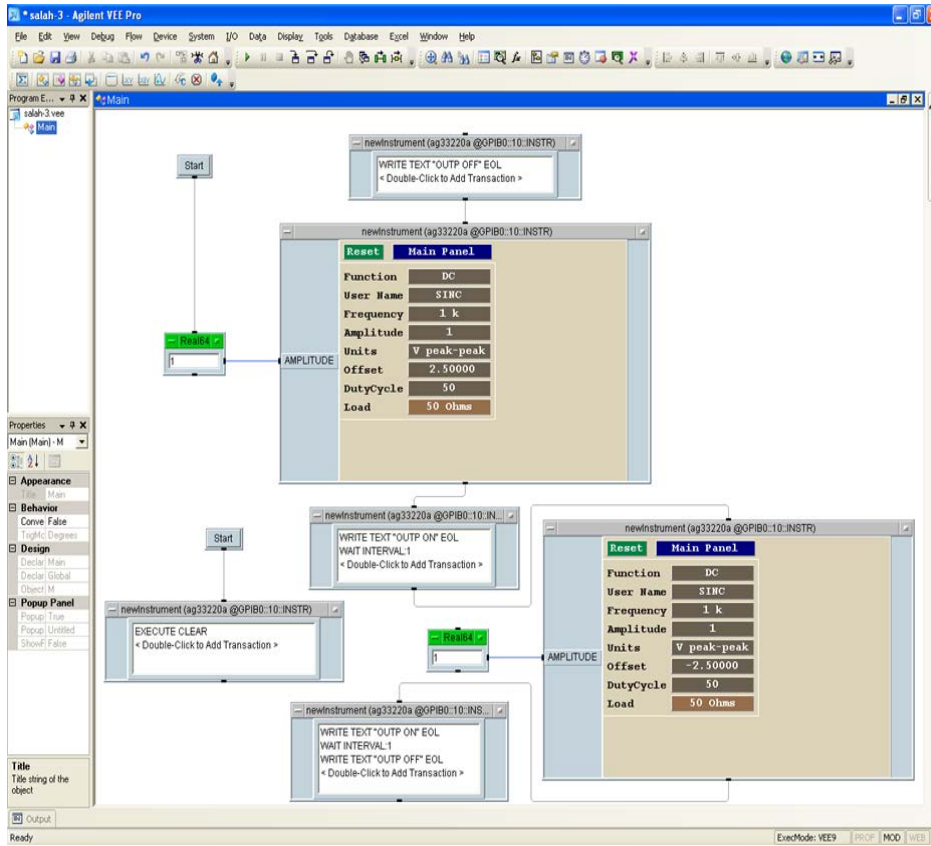 * salah-3 - Agilent VEE Pro
File Edit View Debug Flow Device System I/O Data Display Tools Database Excel Window Help
Program E...
salah-3.vee
Main
Main
Start
newInstrument (ag33220a @GPIB0::10::INSTR)
WRITE TEXT "OUTP OFF" EOL
< Double-Click to Add Transaction >
newInstrument (ag33220a @GPIB0::10::INSTR)
Reset Main Panel
Function DC
User Name SINC
Frequency 1 k
Amplitude 1
Units V peak-peak
Offset 2.50000
DutyCycle 50
Load 50 Ohms
Real64
1
AMPLITUDE
Properties
Main (Main) - M
Appearance
Title Main
Behavior
Conve False
TrigMc Degrees
Design
Declar Main
Declar Global
Object M
Popup Panel
Popup True
Popup Untitled
ShowF False
Title
Title string of the
object
newInstrument (ag33220a @GPIB0::10::IN...
WRITE TEXT "OUTP ON" EOL
WAIT INTERVAL:1
< Double-Click to Add Transaction >
Start
newInstrument (ag33220a @GPIB0::10::INSTR)
EXECUTE CLEAR
< Double-Click to Add Transaction >
newInstrument (ag33220a @GPIB0::10::INSTR)
Reset Main Panel
Function DC
User Name SINC
Frequency 1 k
Amplitude 1
Units V peak-peak
Offset -2.50000
DutyCycle 50
Load 50 Ohms
Real64
1
AMPLITUDE
newInstrument (ag33220a @GPIB0::10::INS...
WRITE TEXT "OUTP ON" EOL
WAIT INTERVAL:1
WRITE TEXT "OUTP OFF" EOL
< Double-Click to Add Transaction >
Output
Ready
ExecMode: VEE9 PROF MOD WEB